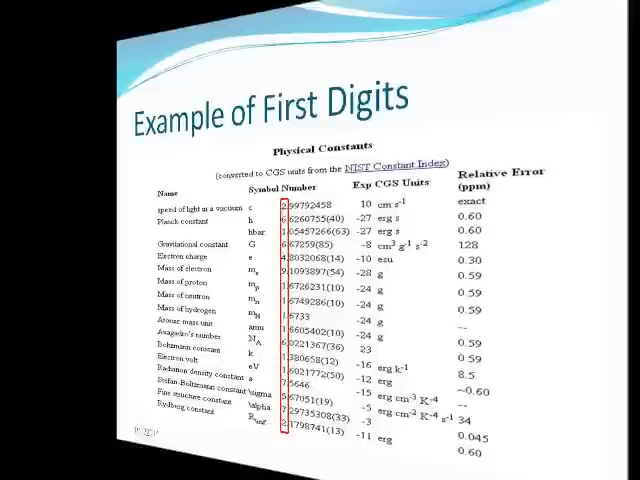 Example of First Digits
Physical Constants
(converted to CGS units from the NIST Constant Index)
Name Symbol Number Exp CGS Units Relative Error (ppm)
speed of light in a vacuum c 2.99792458 10 cm s-1 exact
Planck constant h 6.6260755(40) -27 erg s 0.60
hbar 1.05457266(63) -27 erg s 0.60
Gravitational constant G 6.67259(85) -8 cm3 g-1 s-2 128
Electron charge e 4.8032068(14) -10 esu 0.30
Mass of electron me 9.1093897(54) -28 g 0.59
Mass of proton mp 1.6726231(10) -24 g 0.59
Mass of neutron mn 1.6749286(10) -24 g 0.59
Mass of hydrogen mH 1.6733 -24 g --
Atomic mass unit amu 1.6605402(10) -24 g 0.59
Avagadro's number NA 6.0221367(36) 23 0.59
Boltzmann constant k 1.380658(12) -16 erg k-1 8.5
Electron volt eV 1.6021772(50) -12 erg ~0.60
Radiation density constant a 7.5646 -15 erg cm-3 K-4 --
Stefan-Boltzmann constant \sigma 5.67051(19) -5 erg cm-2 K-4 s-1 34
Fine structure constant \alpha 7.29735308(33) -3 0.045
Rydberg constant 2.1798741(13) -11 erg 0.60